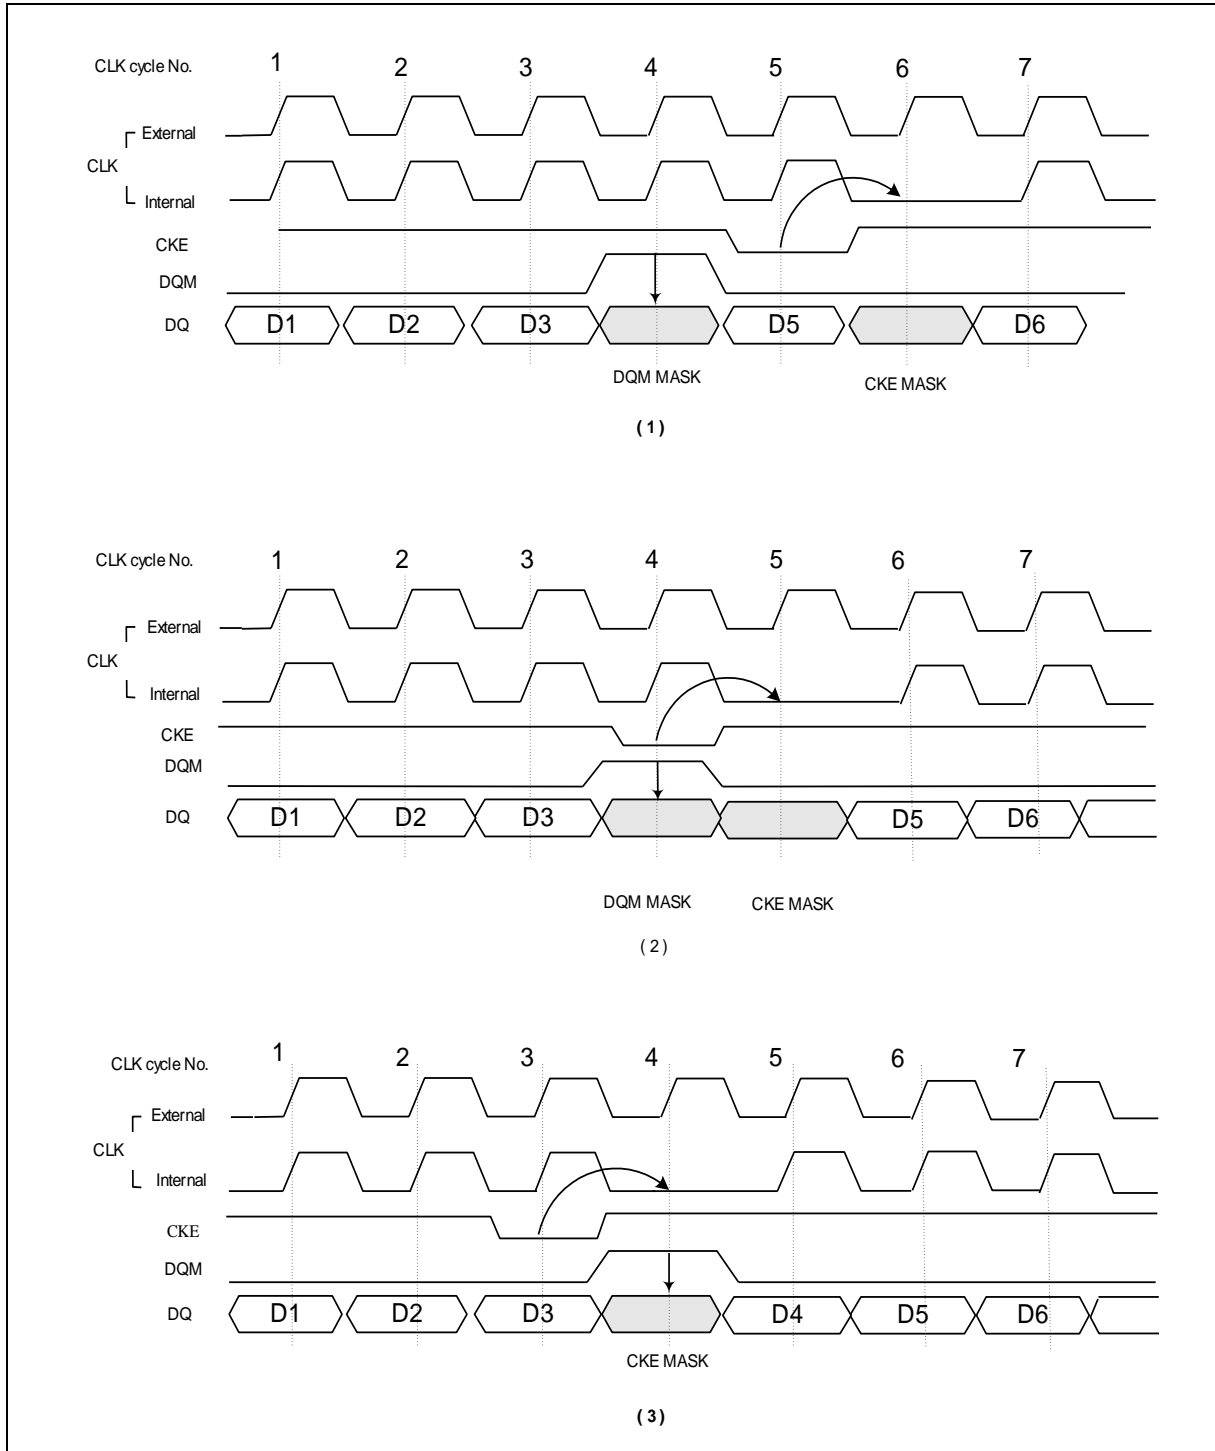 CLK cycle No. 1 2 3 4 5 6 7
External
CLK
Internal
CKE
DQM
DQ D1 D2 D3 D5 D6
DQM MASK CKE MASK
( 1 )
CLK cycle No. 1 2 3 4 5 6 7
External
CLK
Internal
CKE
DQM
DQ D1 D2 D3 D5 D6
DQM MASK CKE MASK
( 2 )
CLK cycle No. 1 2 3 4 5 6 7
External
CLK
Internal
CKE
DQM
DQ D1 D2 D3 D4 D5 D6
CKE MASK
( 3 )